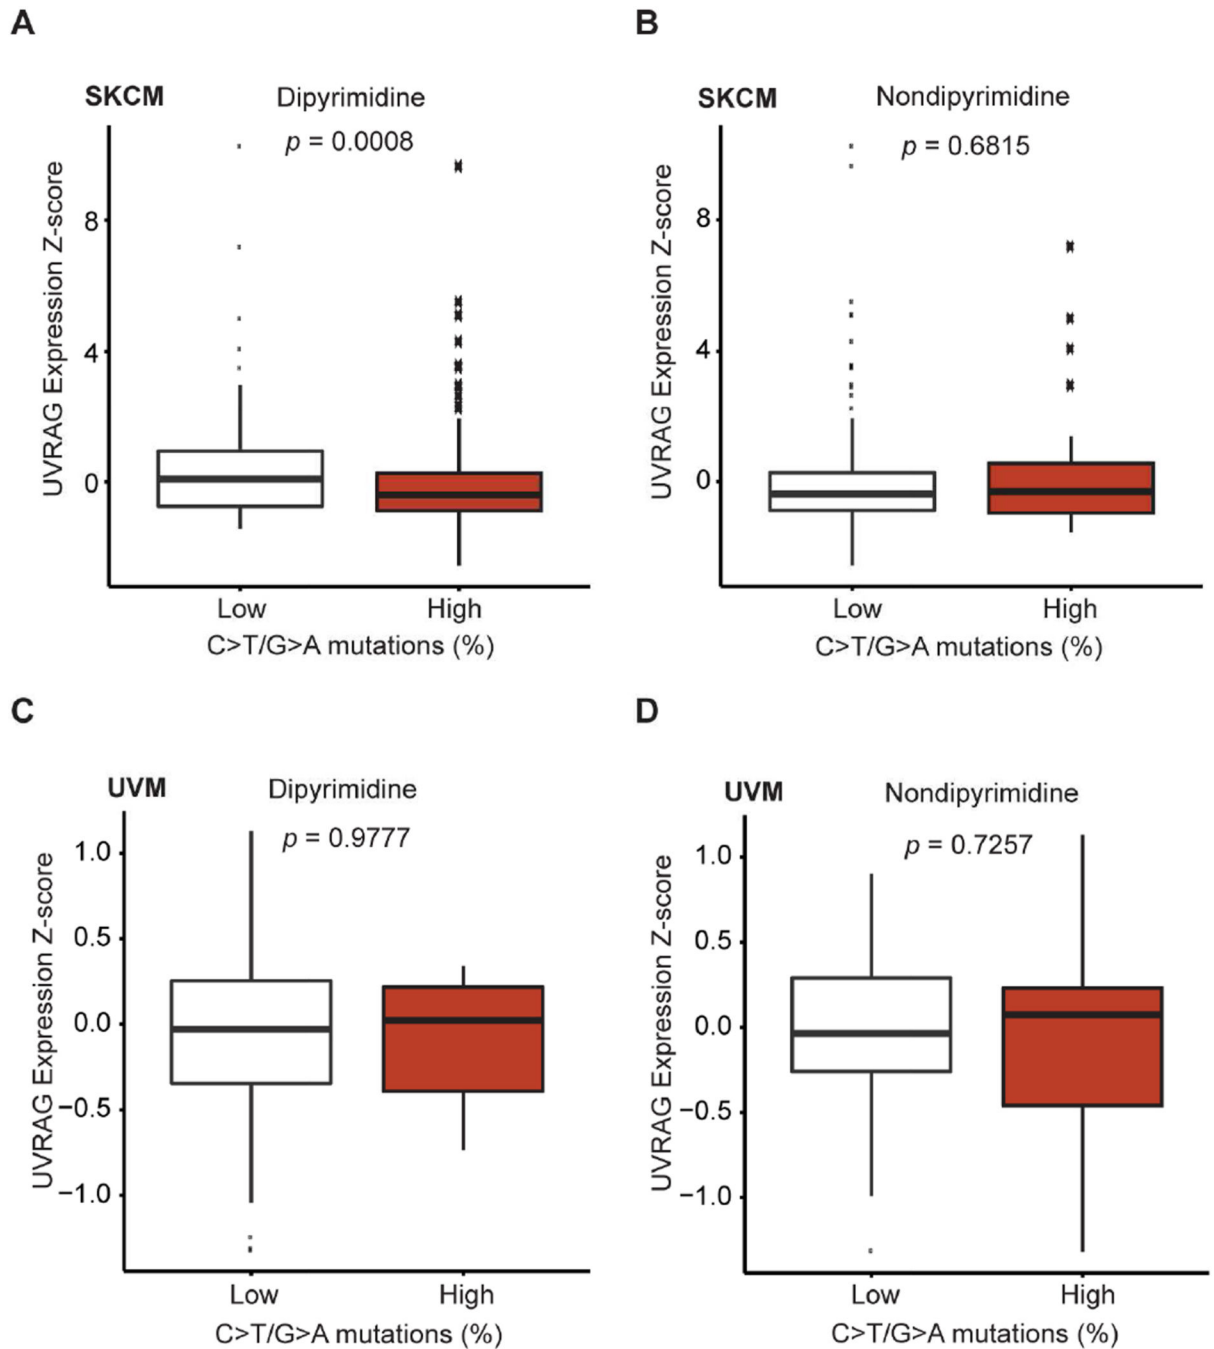 A
SKCM
Dipyrimidine
p = 0.0008
UVRAG Expression Z-score
8
4
0
Low
High
C>T/G>A mutations (%)
B
SKCM
Nondipyrimidine
p = 0.6815
UVRAG Expression Z-score
8
4
0
Low
High
C>T/G>A mutations (%)
C
UVM
Dipyrimidine
p = 0.9777
UVRAG Expression Z-score
1.0
0.5
0.0
−0.5
−1.0
Low
High
C>T/G>A mutations (%)
D
UVM
Nondipyrimidine
p = 0.7257
UVRAG Expression Z-score
1.0
0.5
0.0
−0.5
−1.0
Low
High
C>T/G>A mutations (%)